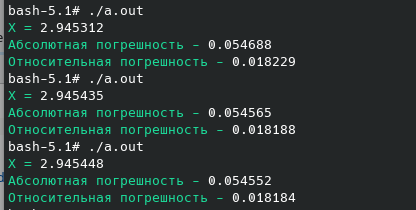 bash-5.1# ./a.out
X = 2.945312
Абсолютная погрешность - 0.054688
Относительная погрешность - 0.018229
bash-5.1# ./a.out
X = 2.945435
Абсолютная погрешность - 0.054565
Относительная погрешность - 0.018188
bash-5.1# ./a.out
X = 2.945448
Абсолютная погрешность - 0.054552
Относительная погрешность - 0.018184